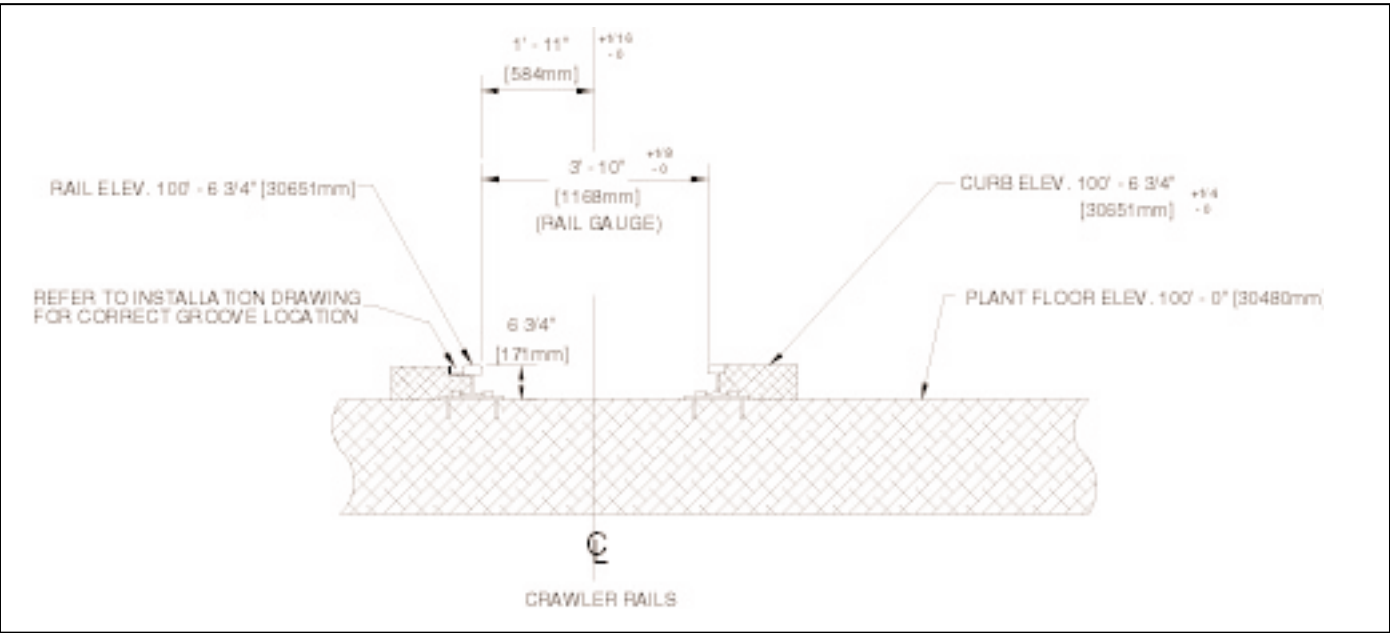 1' - 11" +1/16
- 0
[584mm]
3' - 10" +1/8
- 0
[1168mm]
(RAIL GAUGE)
RAIL ELEV. 100' - 6 3/4" [30651mm]
CURB ELEV. 100' - 6 3/4"
[30651mm] +1/4
- 0
REFER TO INSTALLATION DRAWING
FOR CORRECT GROOVE LOCATION
PLANT FLOOR ELEV. 100' - 0" [30480mm
6 3/4"
[171mm]
CL
CRAWLER RAILS